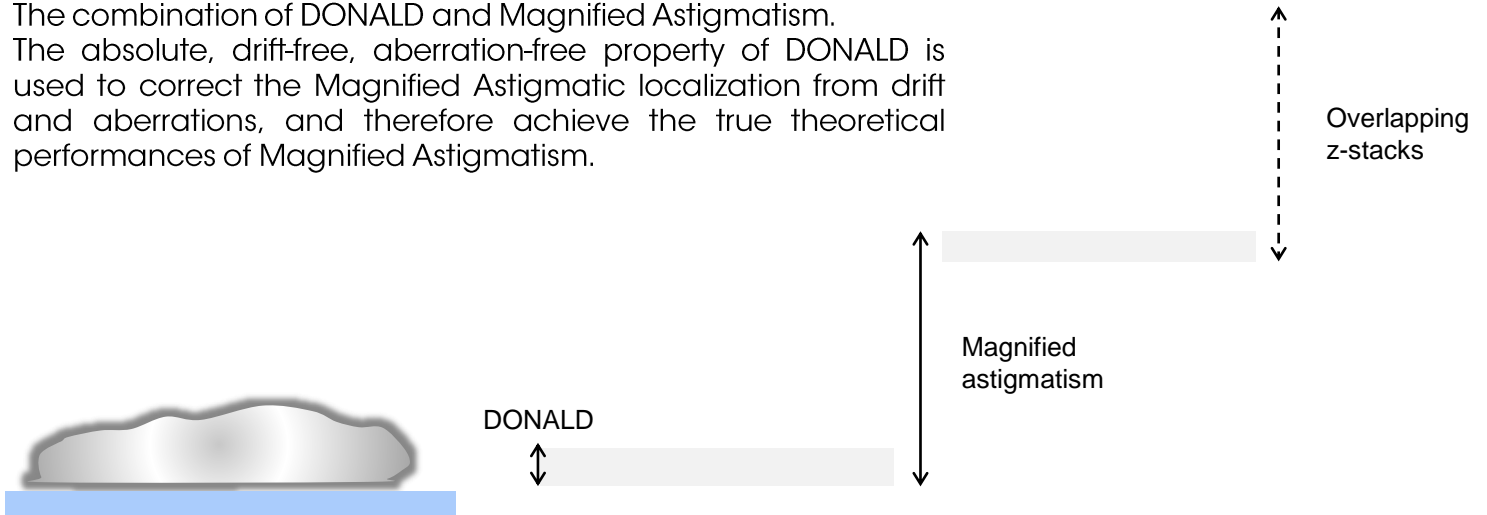 The combination of DONALD and Magnified Astigmatism.
The absolute, drift-free, aberration-free property of DONALD is
used to correct the Magnified Astigmatic localization from drift
and aberrations, and therefore achieve the true theoretical
performances of Magnified Astigmatism.
Overlapping
z-stacks
Magnified
astigmatism
DONALD